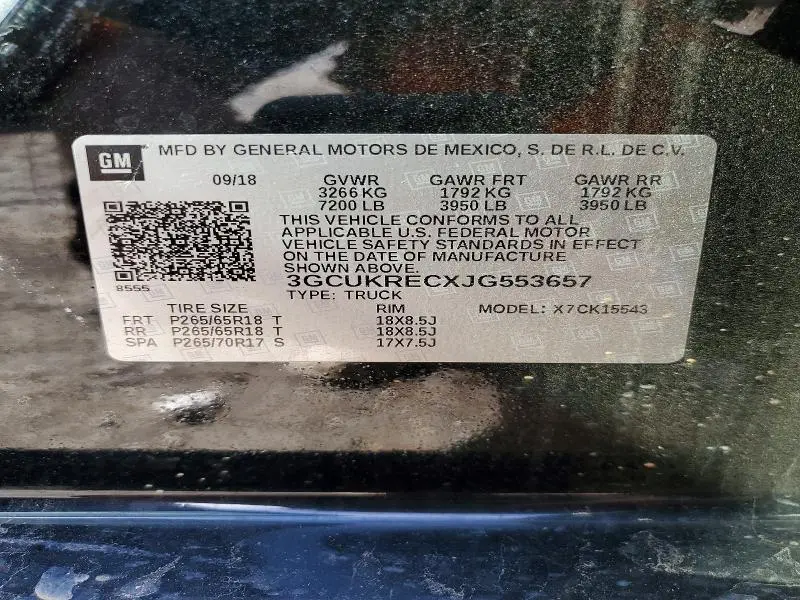 GM MFD BY GENERAL MOTORS DE MEXICO, S. DE R.L. DE C.V.
09/18 GVWR GAWR FRT GAWR RR
3266 KG 1792 KG 1792 KG
7200 LB 3950 LB 3950 LB
THIS VEHICLE CONFORMS TO ALL
APPLICABLE U.S. FEDERAL MOTOR
VEHICLE SAFETY STANDARDS IN EFFECT
ON THE DATE OF MANUFACTURE
SHOWN ABOVE.
3GCUKRECXJG553657
8555
TYPE: TRUCK
TIRE SIZE RIM MODEL: X7CK15543
FRT P265/65R18 T 18X8.5J
RR P265/65R18 T 18X8.5J
SPA P265/70R17 S 17X7.5J